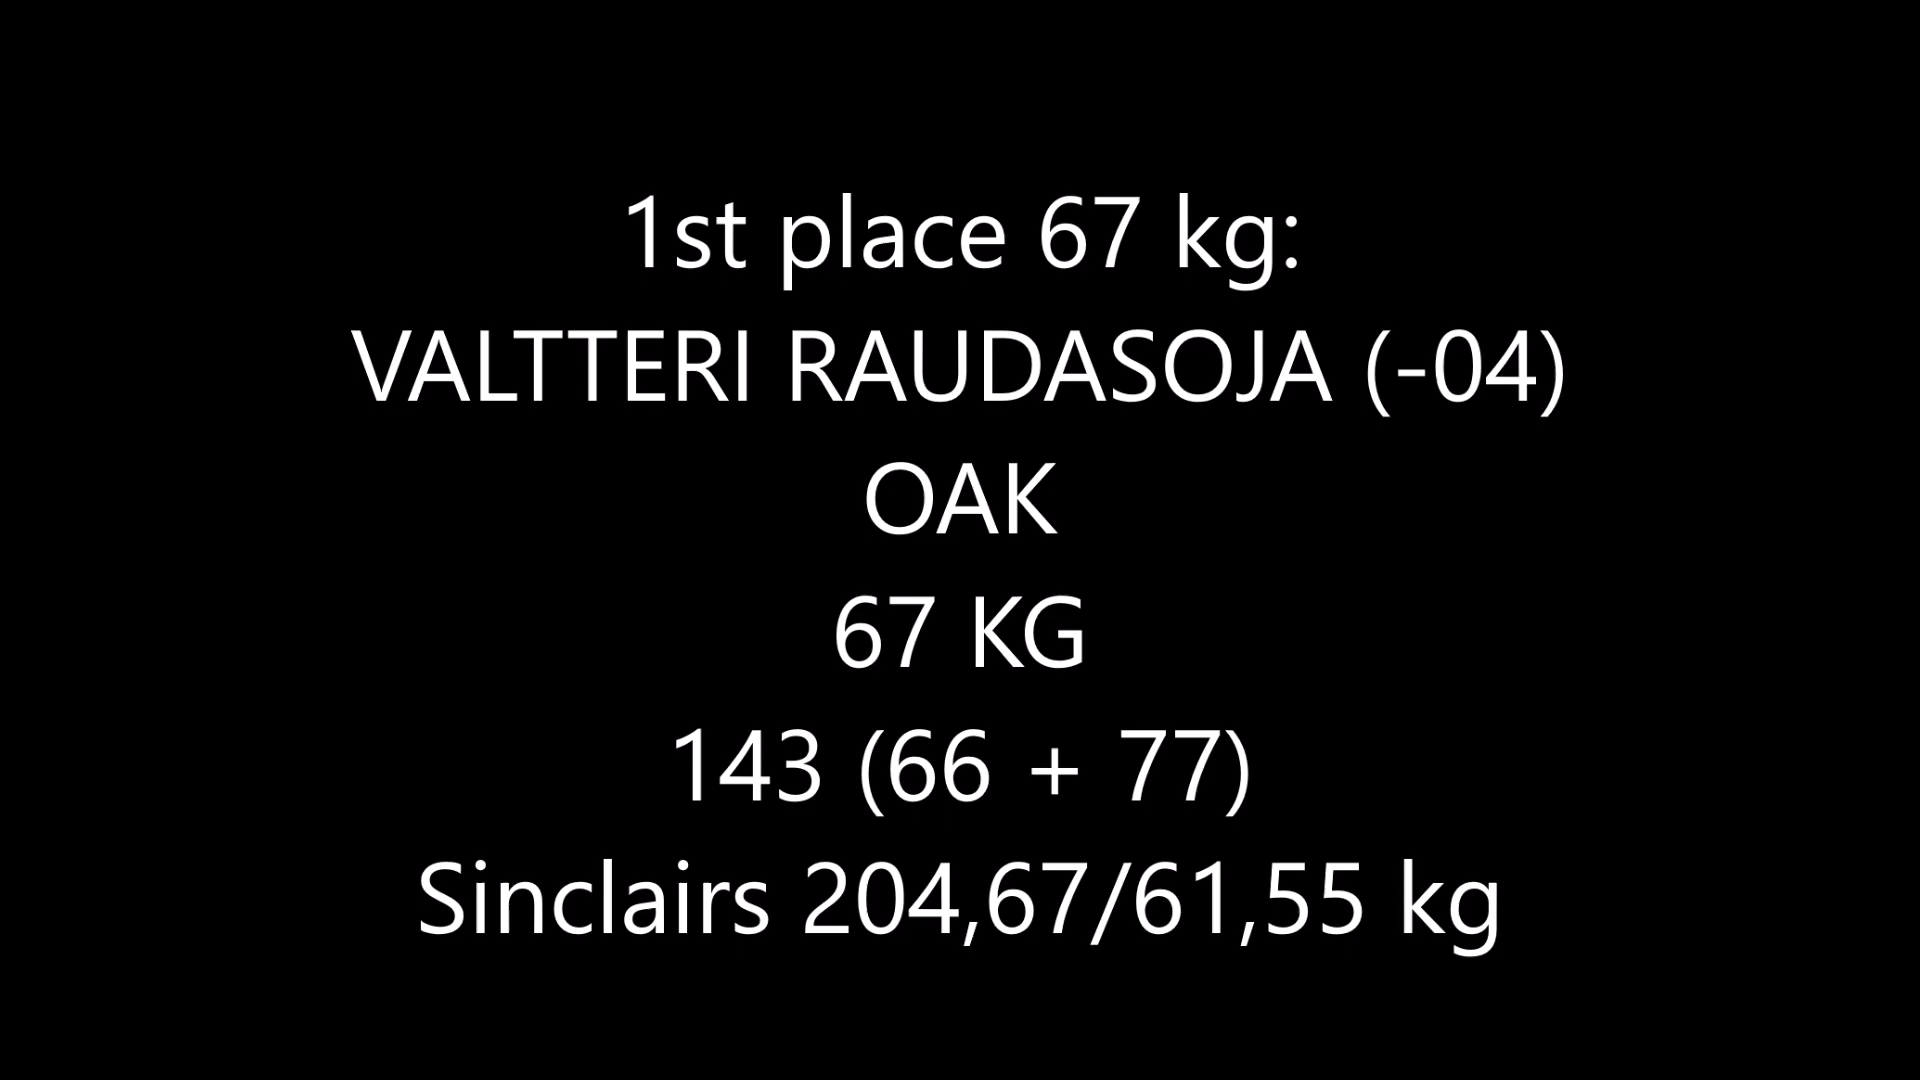 1st place 67 kg:
VALTTERI RAUDASOJA (-04)
OAK
67 KG
143 (66 + 77)
Sinclairs 204,67/61,55 kg